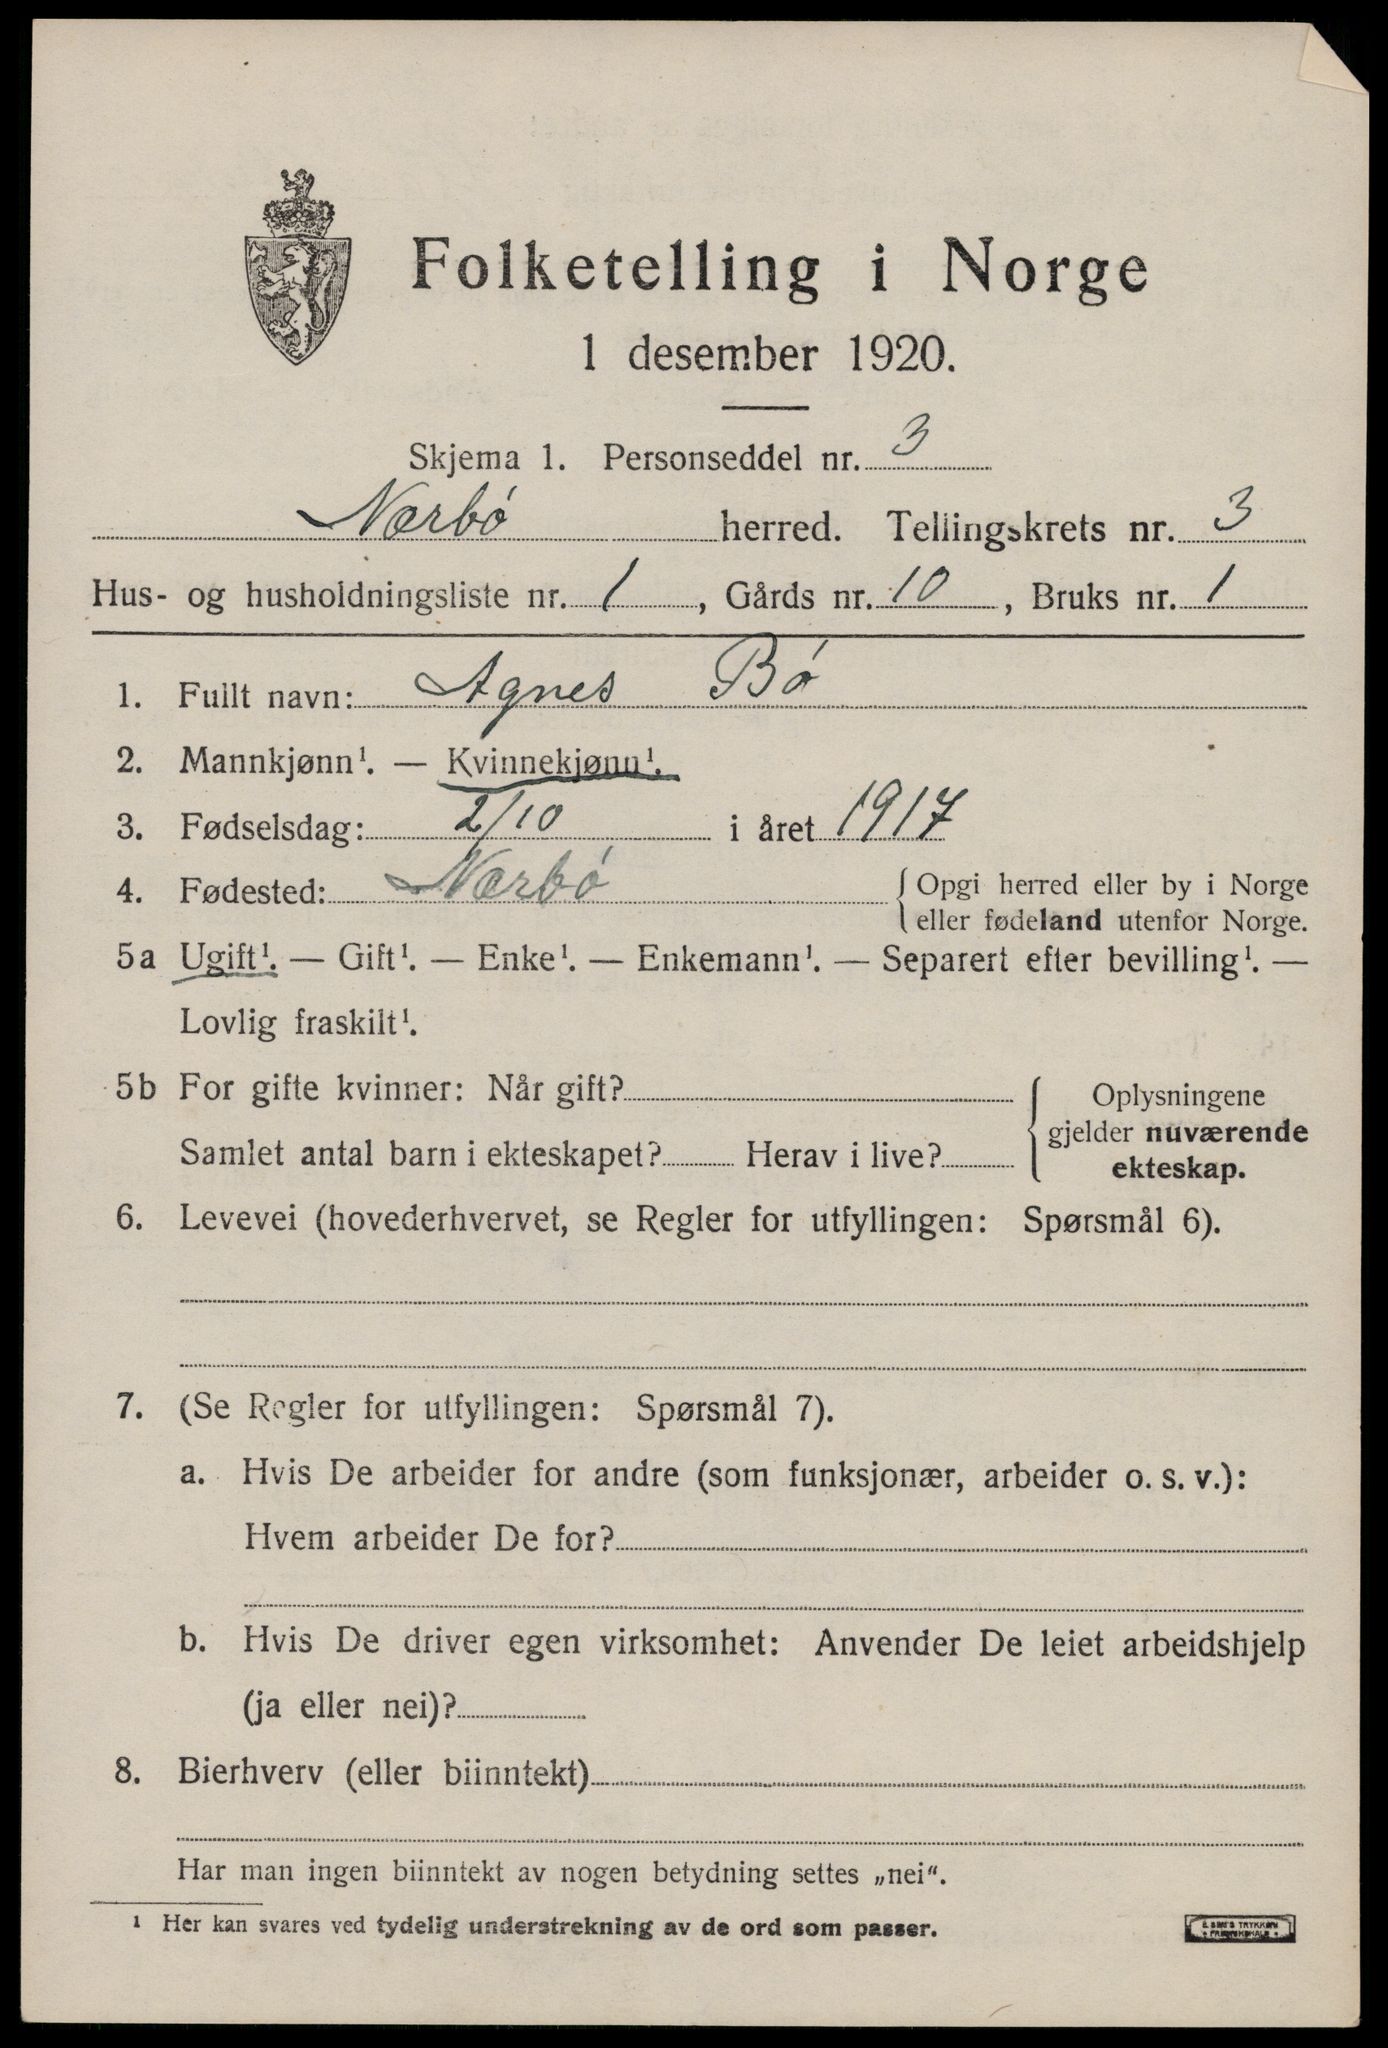 Folketelling i Norge
1 desember 1920.
Skjema 1. Personseddel nr. 3
Nærbø herred. Tellingskrets nr. 3
Hus- og husholdningsliste nr. 1, Gårds nr. 10, Bruks nr. 1
1. Fullt navn: Agnes Bø
2. Mannkjønn¹. — Kvinnekjønn¹.
3. Fødselsdag: 2/10 i året 1917
4. Fødested: Nærbø { Opgi herred eller by i Norge
eller fødeland utenfor Norge.
5a Ugift¹. — Gift¹. — Enke¹. — Enkemann¹. — Separert efter bevilling¹. —
Lovlig fraskilt¹.
5b For gifte kvinner: Når gift?
Samlet antal barn i ekteskapet? Herav i live?
{ Oplysningene
gjelder nuværende
ekteskap.
6. Levevei (hovederhvervet, se Regler for utfyllingen: Spørsmål 6).
7. (Se Regler for utfyllingen: Spørsmål 7).
a. Hvis De arbeider for andre (som funksjonær, arbeider o. s. v.):
Hvem arbeider De for?
b. Hvis De driver egen virksomhet: Anvender De leiet arbeidshjelp
(ja eller nei)?
8. Bierhverv (eller biinntekt)
Har man ingen biinntekt av nogen betydning settes „nei“.
¹ Her kan svares ved tydelig understrekning av de ord som passer.